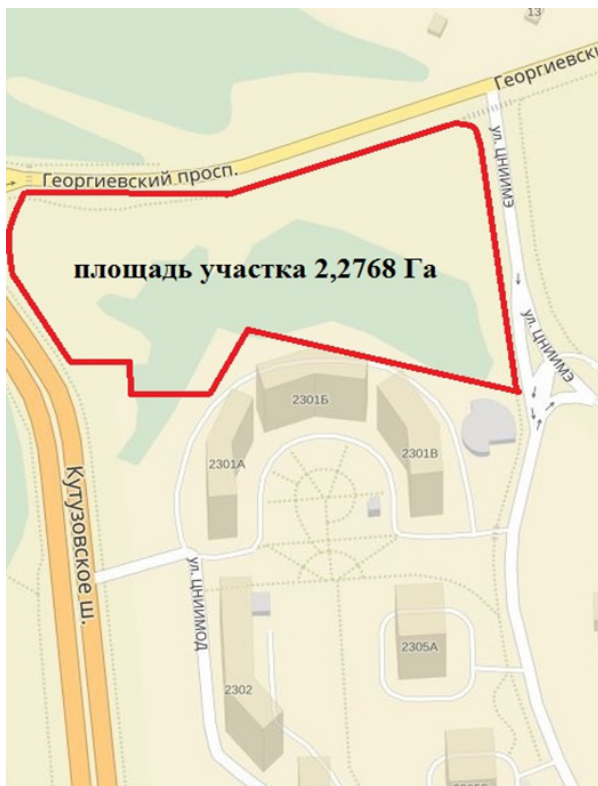 13
Георгиевски
Георгиевский просп.
ул. ЦНИИМЭ
площадь участка 2,2768 Га
ул. ЦНИИМЭ
2301Б
2301А
2301В
Кутузовское ш.
ул. ЦНИИМОД
2305А
2302